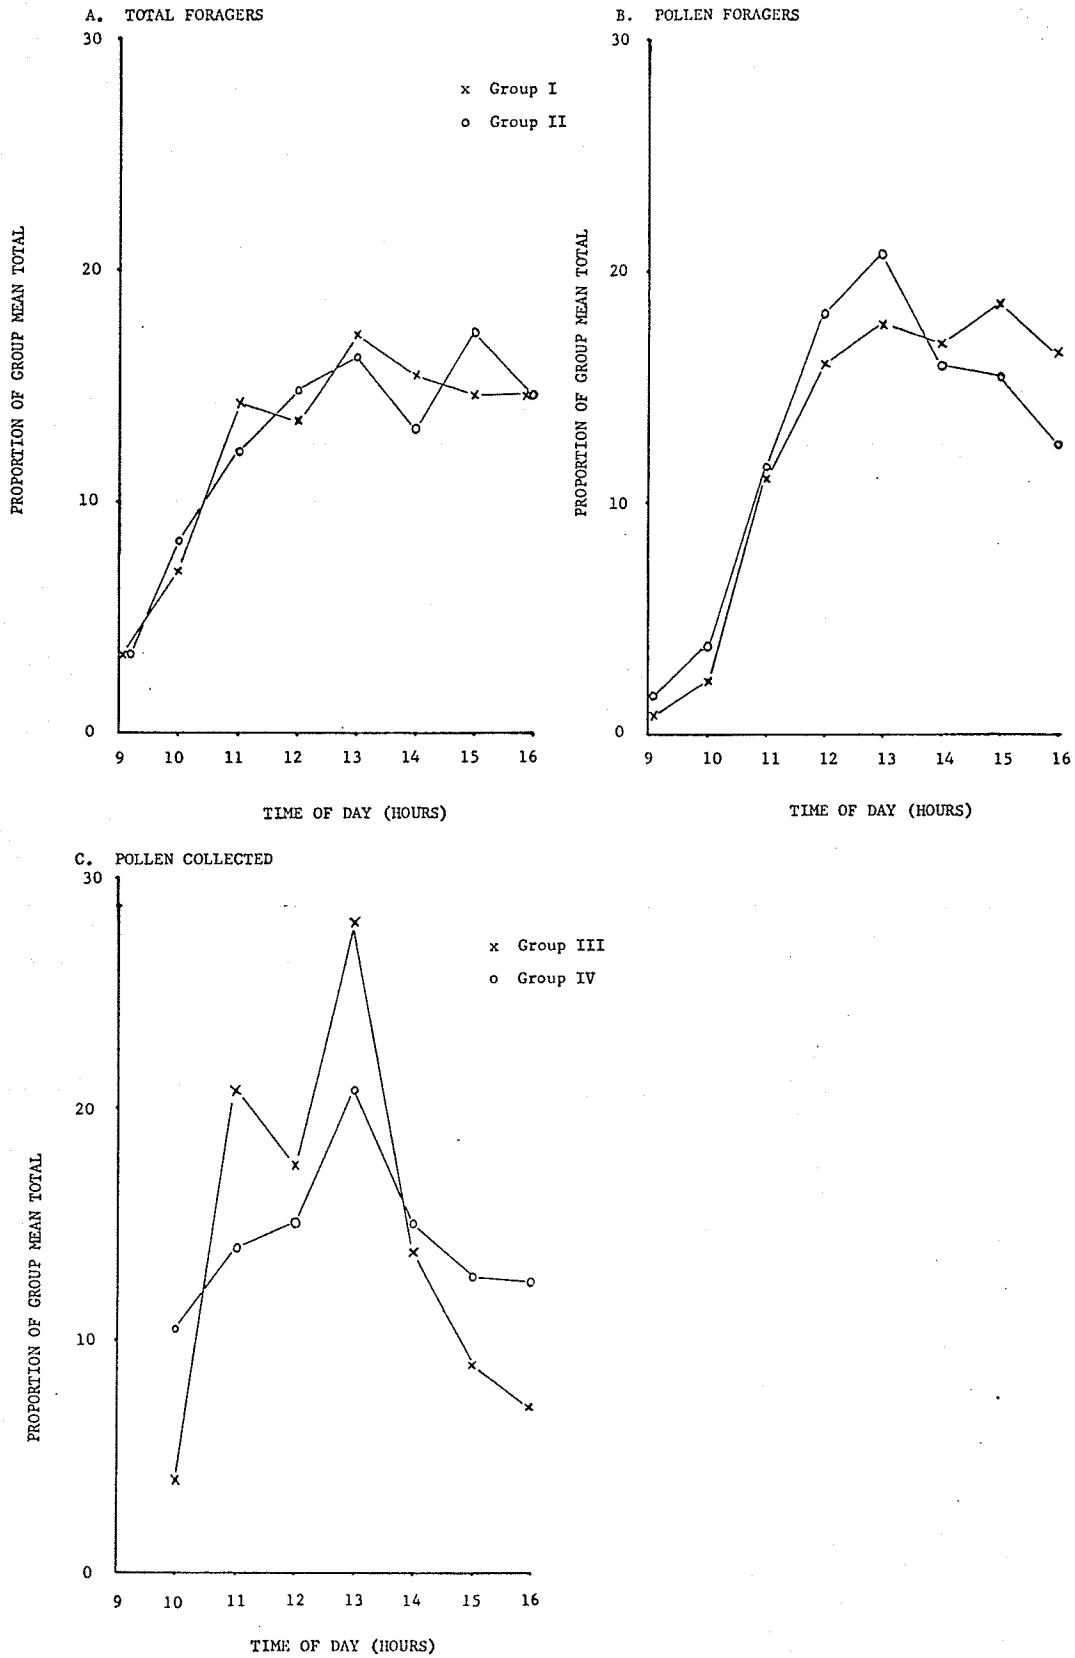 A. TOTAL FORAGERS
30
20
10
0
9 10 11 12 13 14 15 16
PROPORTION OF GROUP MEAN TOTAL
TIME OF DAY (HOURS)
x Group I
o Group II
B. POLLEN FORAGERS
30
20
10
0
9 10 11 12 13 14 15 16
PROPORTION OF GROUP MEAN TOTAL
TIME OF DAY (HOURS)
C. POLLEN COLLECTED
30
20
10
0
9 10 11 12 13 14 15 16
PROPORTION OF GROUP MEAN TOTAL
TIME OF DAY (HOURS)
x Group III
o Group IV